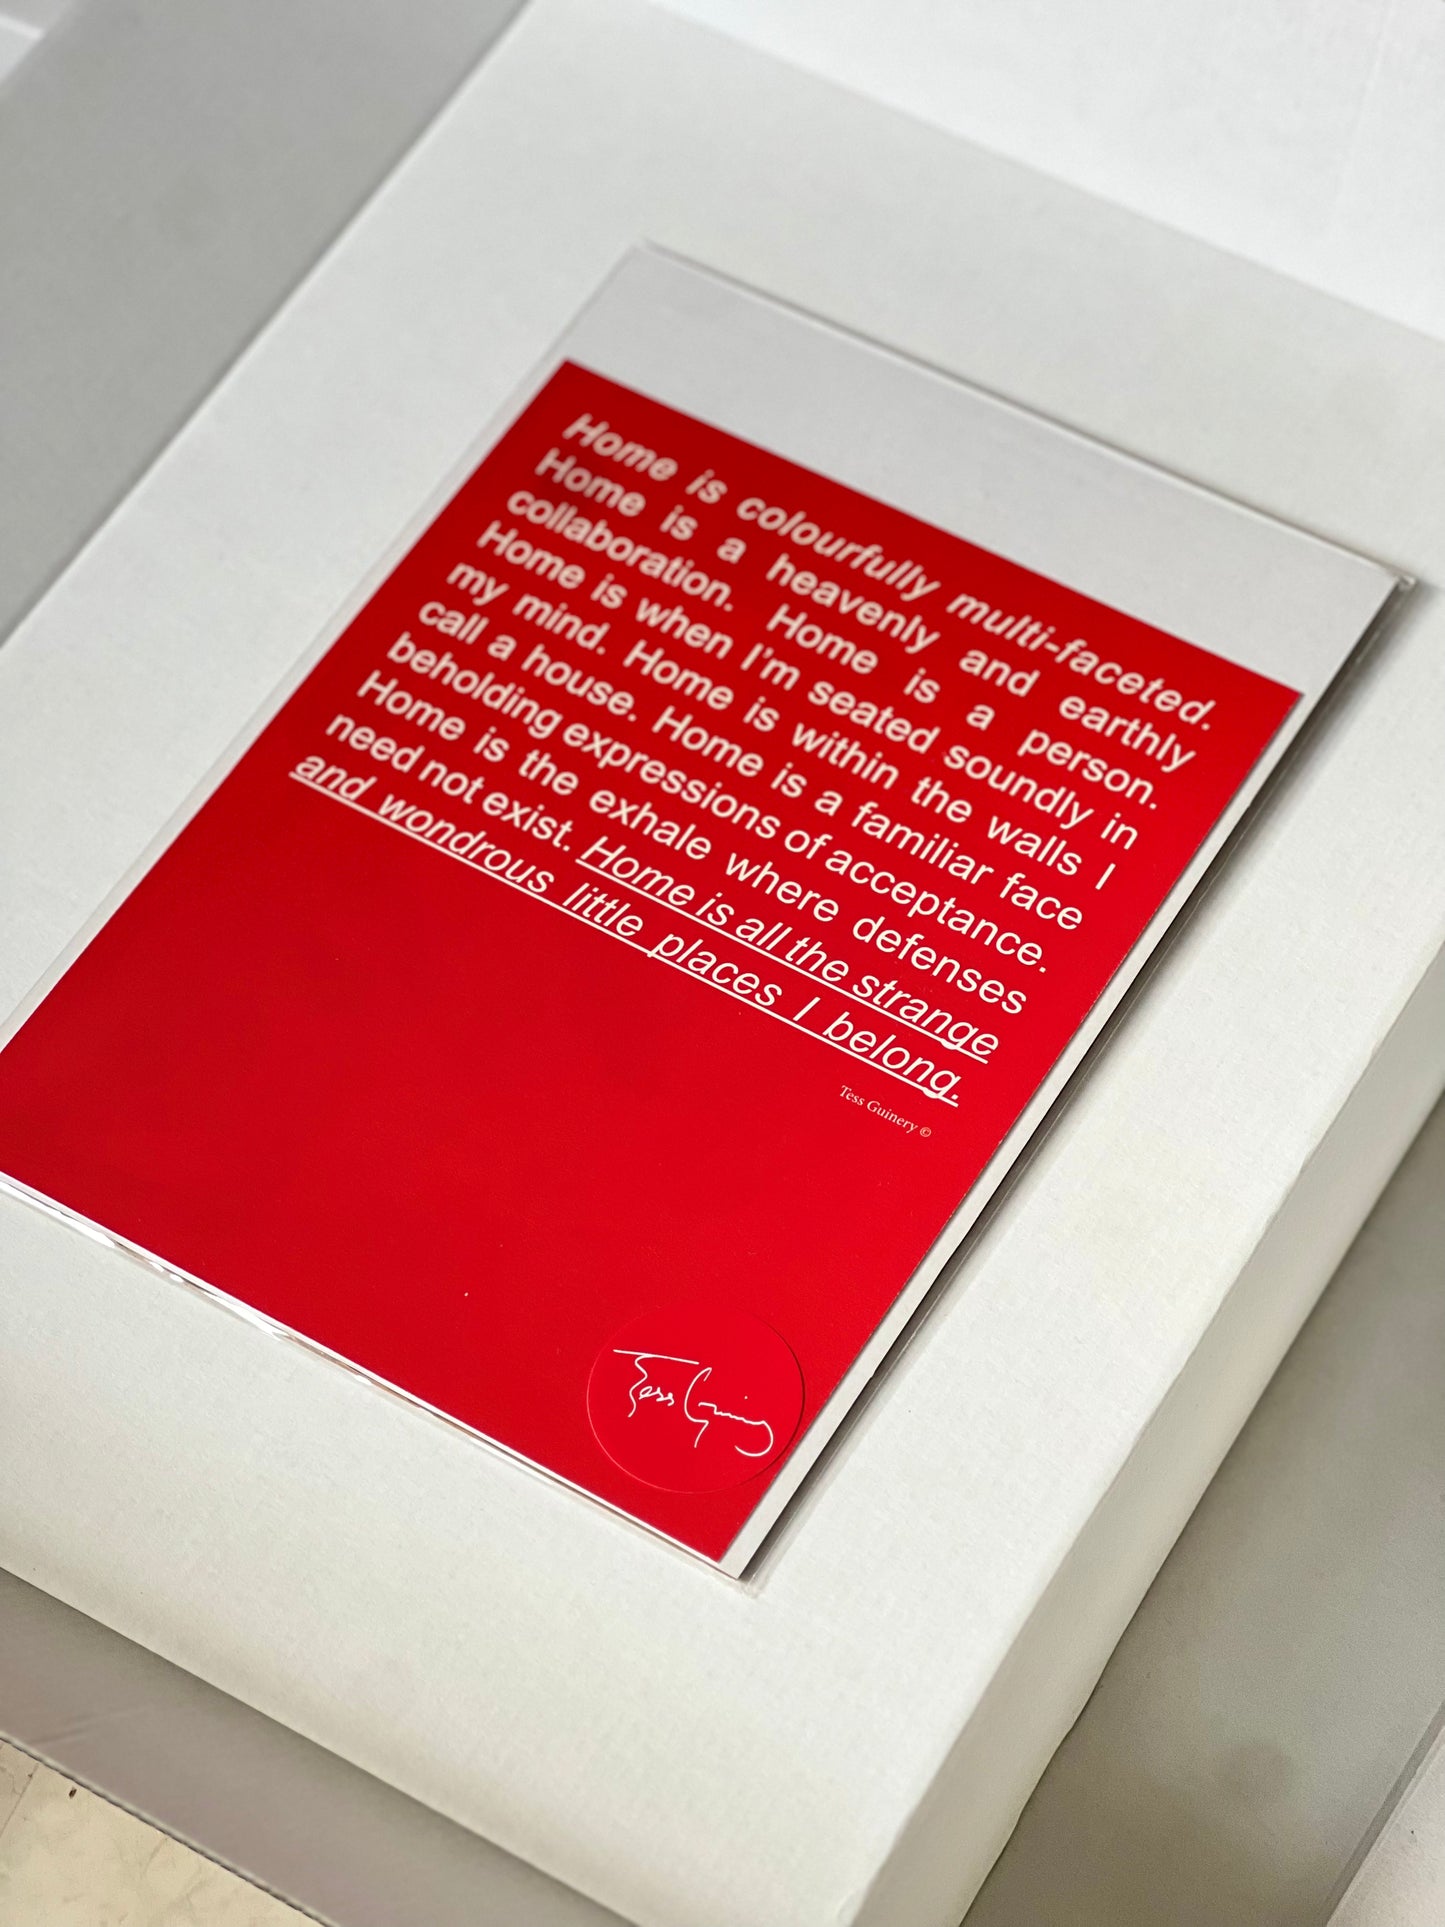 Home is colourfully multi-faceted.
Home is a heavenly and earthly
collaboration. Home is a person.
Home is when I'm seated soundly in
my mind. Home is within the walls I
call a house. Home is a familiar face
beholding expressions of acceptance.
Home is the exhale where defenses
need not exist. Home is all the strange
and wondrous little places I belong.
Tess Guinery ©
Tess Guinery